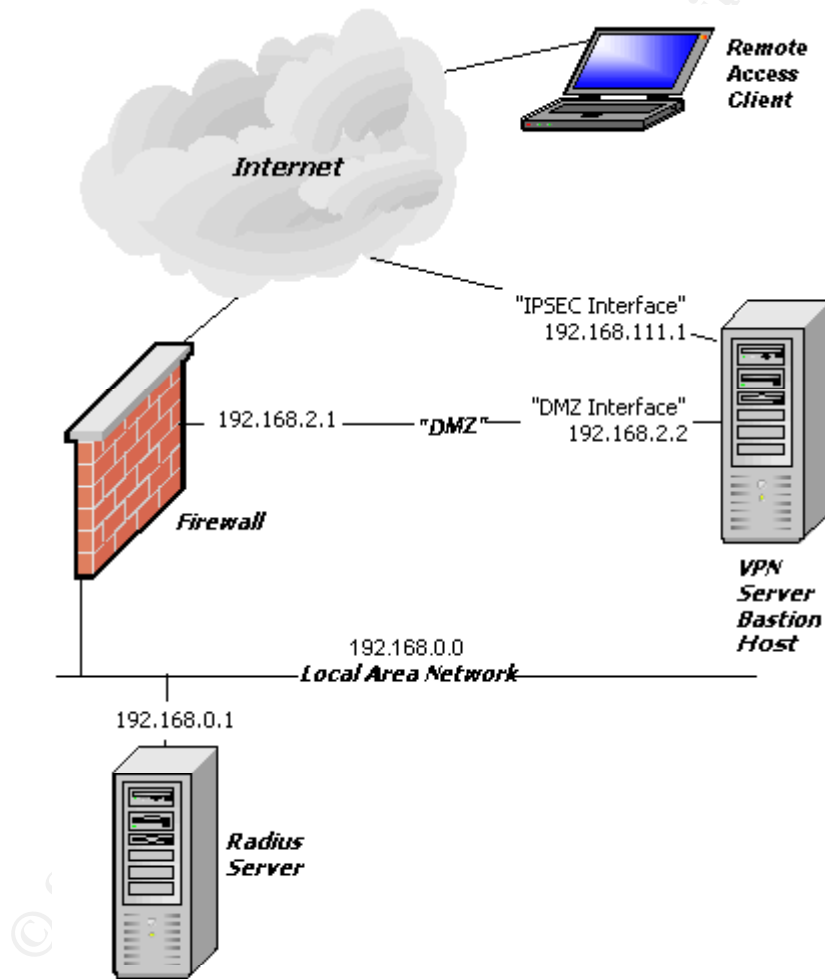 Remote
Access
Client
Internet
"IPSEC Interface"
192.168.111.1
192.168.2.1
"DMZ"
"DMZ Interface"
192.168.2.2
Firewall
VPN
Server
Bastion
Host
192.168.0.0
Local Area Network
192.168.0.1
Radius
Server
©